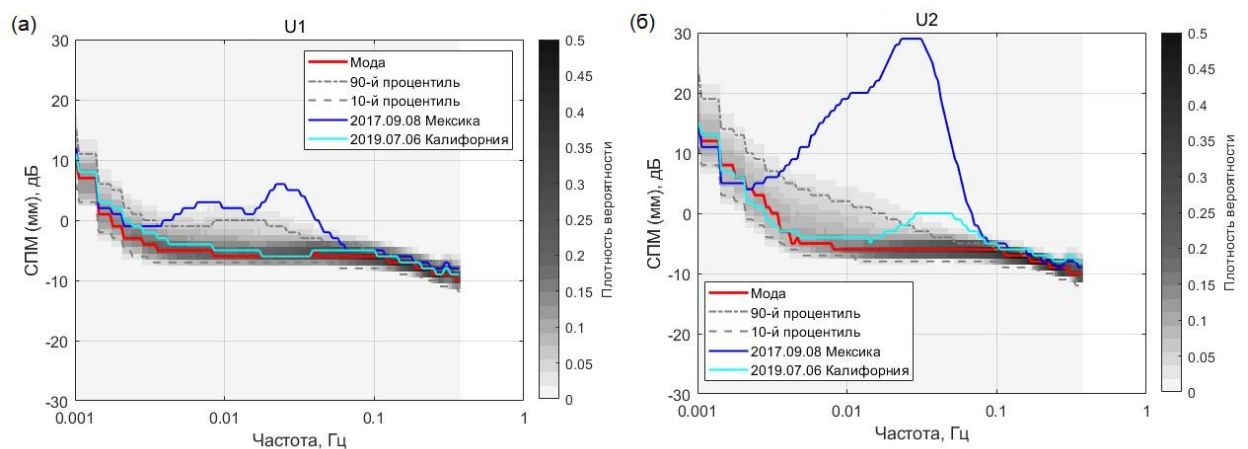 (а)
U1
30
20
10
0
-10
-20
-30
СПМ (мм), дБ
0.001
0.01
0.1
1
Частота, Гц
Мода
90-й процентиль
10-й процентиль
2017.09.08 Мексика
2019.07.06 Калифорния
0.5
0.45
0.4
0.35
0.3
0.25
0.2
0.15
0.1
0.05
0
Плотность вероятности
(б)
U2
30
20
10
0
-10
-20
-30
СПМ (мм), дБ
0.001
0.01
0.1
1
Частота, Гц
Мода
90-й процентиль
10-й процентиль
2017.09.08 Мексика
2019.07.06 Калифорния
0.5
0.45
0.4
0.35
0.3
0.25
0.2
0.15
0.1
0.05
0
Плотность вероятности